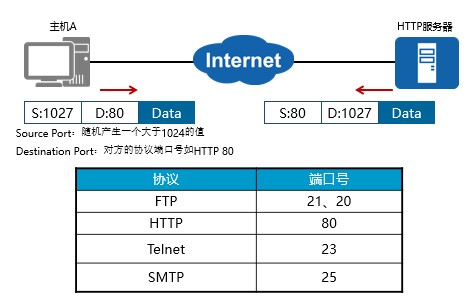 主机A
HTTP服务器
Internet
S:1027 D:80 Data
S:80 D:1027 Data
Source Port：随机产生一个大于1024的值
Destination Port：对方的协议端口号如HTTP 80
协议 端口号
FTP 21、20
HTTP 80
Telnet 23
SMTP 25